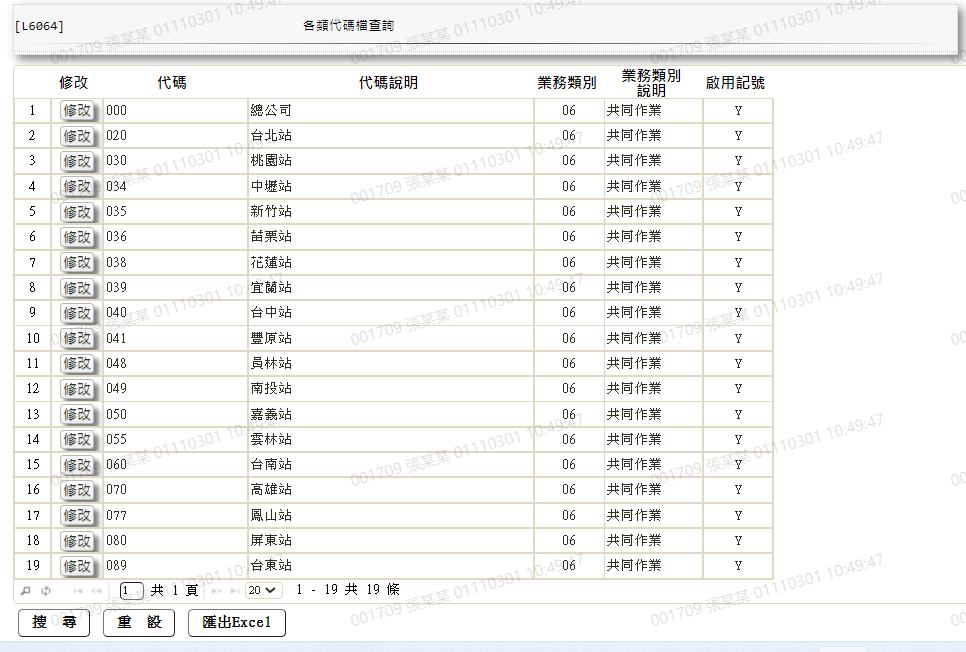 [L6064] 各類代碼檔查詢
修改 代碼 代碼說明 業務類別 業務類別說明 啟用記號
1 修改 000 總公司 06 共同作業 Y
2 修改 020 台北站 06 共同作業 Y
3 修改 030 桃園站 06 共同作業 Y
4 修改 034 中壢站 06 共同作業 Y
5 修改 035 新竹站 06 共同作業 Y
6 修改 036 苗栗站 06 共同作業 Y
7 修改 038 花蓮站 06 共同作業 Y
8 修改 039 宜蘭站 06 共同作業 Y
9 修改 040 台中站 06 共同作業 Y
10 修改 041 豐原站 06 共同作業 Y
11 修改 048 員林站 06 共同作業 Y
12 修改 049 南投站 06 共同作業 Y
13 修改 050 嘉義站 06 共同作業 Y
14 修改 055 雲林站 06 共同作業 Y
15 修改 060 台南站 06 共同作業 Y
16 修改 070 高雄站 06 共同作業 Y
17 修改 077 鳳山站 06 共同作業 Y
18 修改 080 屏東站 06 共同作業 Y
19 修改 089 台東站 06 共同作業 Y
1 共 1 頁 20 1 - 19 共 19 條
搜 尋 重 設 匯出Excel
001709 張某某 01110301 10:49:47